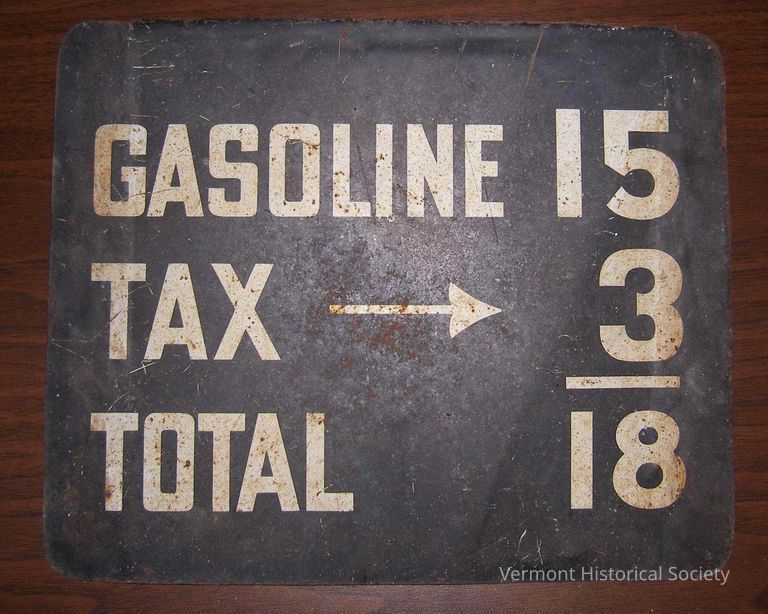 GASOLINE 15
TAX → 3
TOTAL 18
Vermont Historical Society